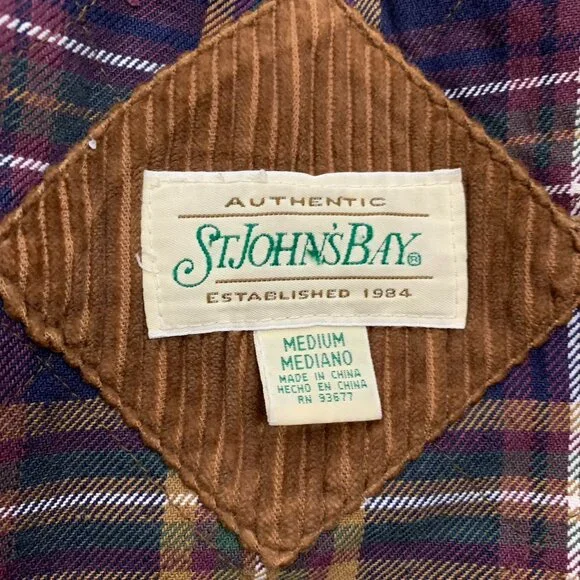 AUTHENTIC
ST. JOHN'S BAY®
ESTABLISHED 1984
MEDIUM
MEDIANO
MADE IN CHINA
HECHO EN CHINA
RN 93677